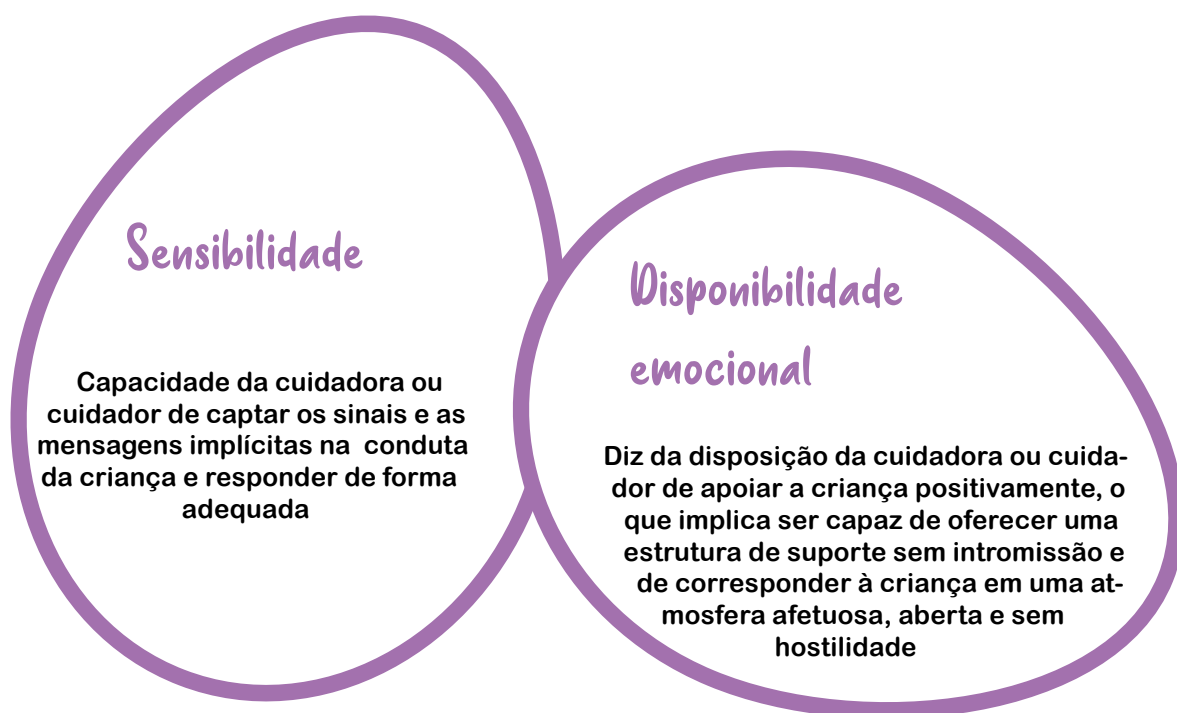 Sensibilidade
Capacidade da cuidadora ou
cuidador de captar os sinais e as
mensagens implícitas na conduta
da criança e responder de forma
adequada
Disponibilidade
emocional
Diz da disposição da cuidadora ou cuida-
dor de apoiar a criança positivamente, o
que implica ser capaz de oferecer uma
estrutura de suporte sem intromissão e
de corresponder à criança em uma at-
mosfera afetuosa, aberta e sem
hostilidade